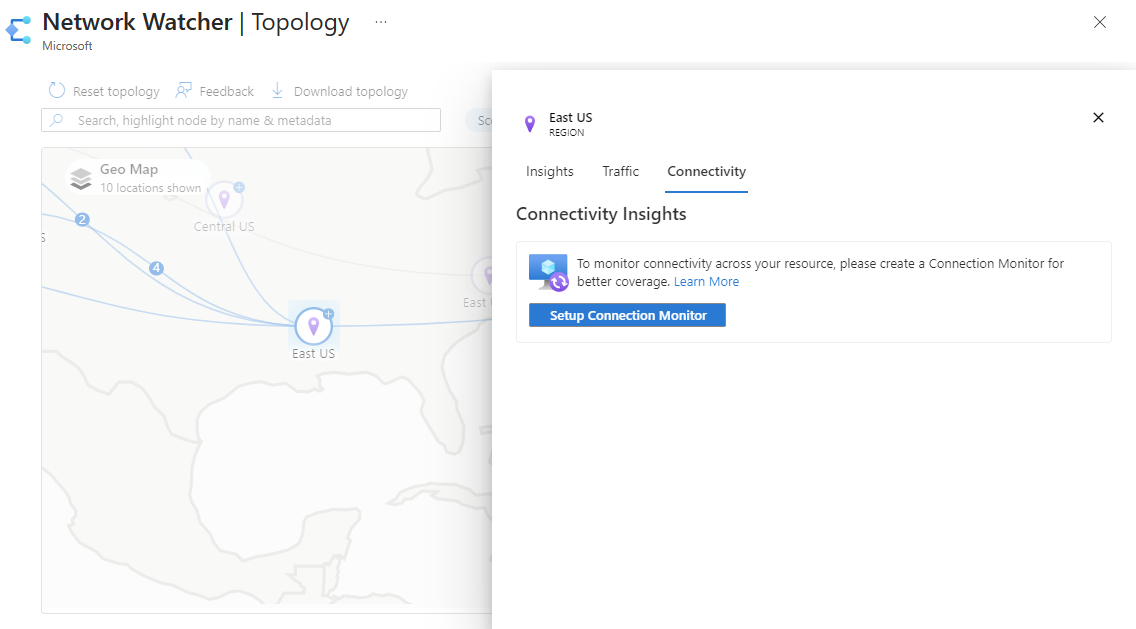 Network Watcher | Topology ...
Microsoft
Reset topology Feedback Download topology
Search, highlight node by name & metadata
Geo Map
10 locations shown
Central US
2
4
East US
East US
REGION
Insights Traffic Connectivity
Connectivity Insights
To monitor connectivity across your resource, please create a Connection Monitor for
better coverage. Learn More
Setup Connection Monitor